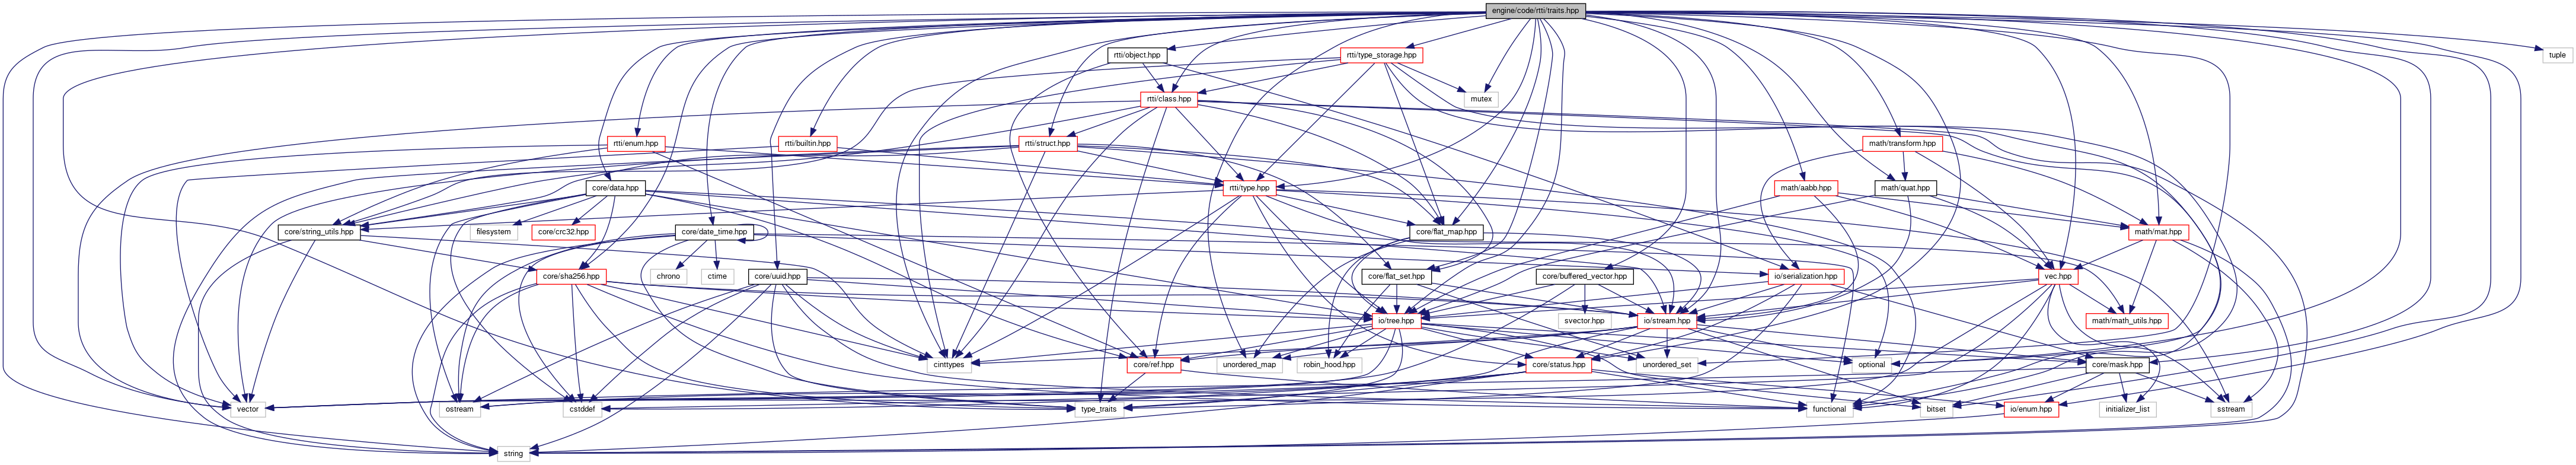 engine/code/rtti/traits.hpp
rtti/object.hpp
rtti/type_storage.hpp
tuple
rtti/class.hpp
mutex
rtti/enum.hpp
rtti/builtin.hpp
rtti/struct.hpp
math/transform.hpp
core/data.hpp
rtti/type.hpp
math/aabb.hpp
math/quat.hpp
core/string_utils.hpp
filesystem
core/crc32.hpp
core/date_time.hpp
core/flat_map.hpp
math/mat.hpp
core/sha256.hpp
chrono
ctime
core/uuid.hpp
core/flat_set.hpp
core/buffered_vector.hpp
io/serialization.hpp
vec.hpp
io/tree.hpp
svector.hpp
io/stream.hpp
math/math_utils.hpp
cinttypes
core/ref.hpp
unordered_map
robin_hood.hpp
core/status.hpp
unordered_set
optional
core/mask.hpp
vector
ostream
cstddef
type_traits
functional
bitset
io/enum.hpp
initializer_list
sstream
string